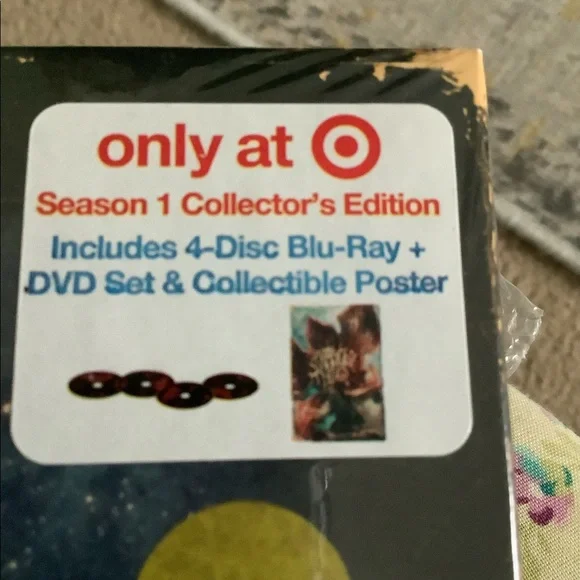 only at
Season 1 Collector's Edition
Includes 4-Disc Blu-Ray +
DVD Set & Collectible Poster